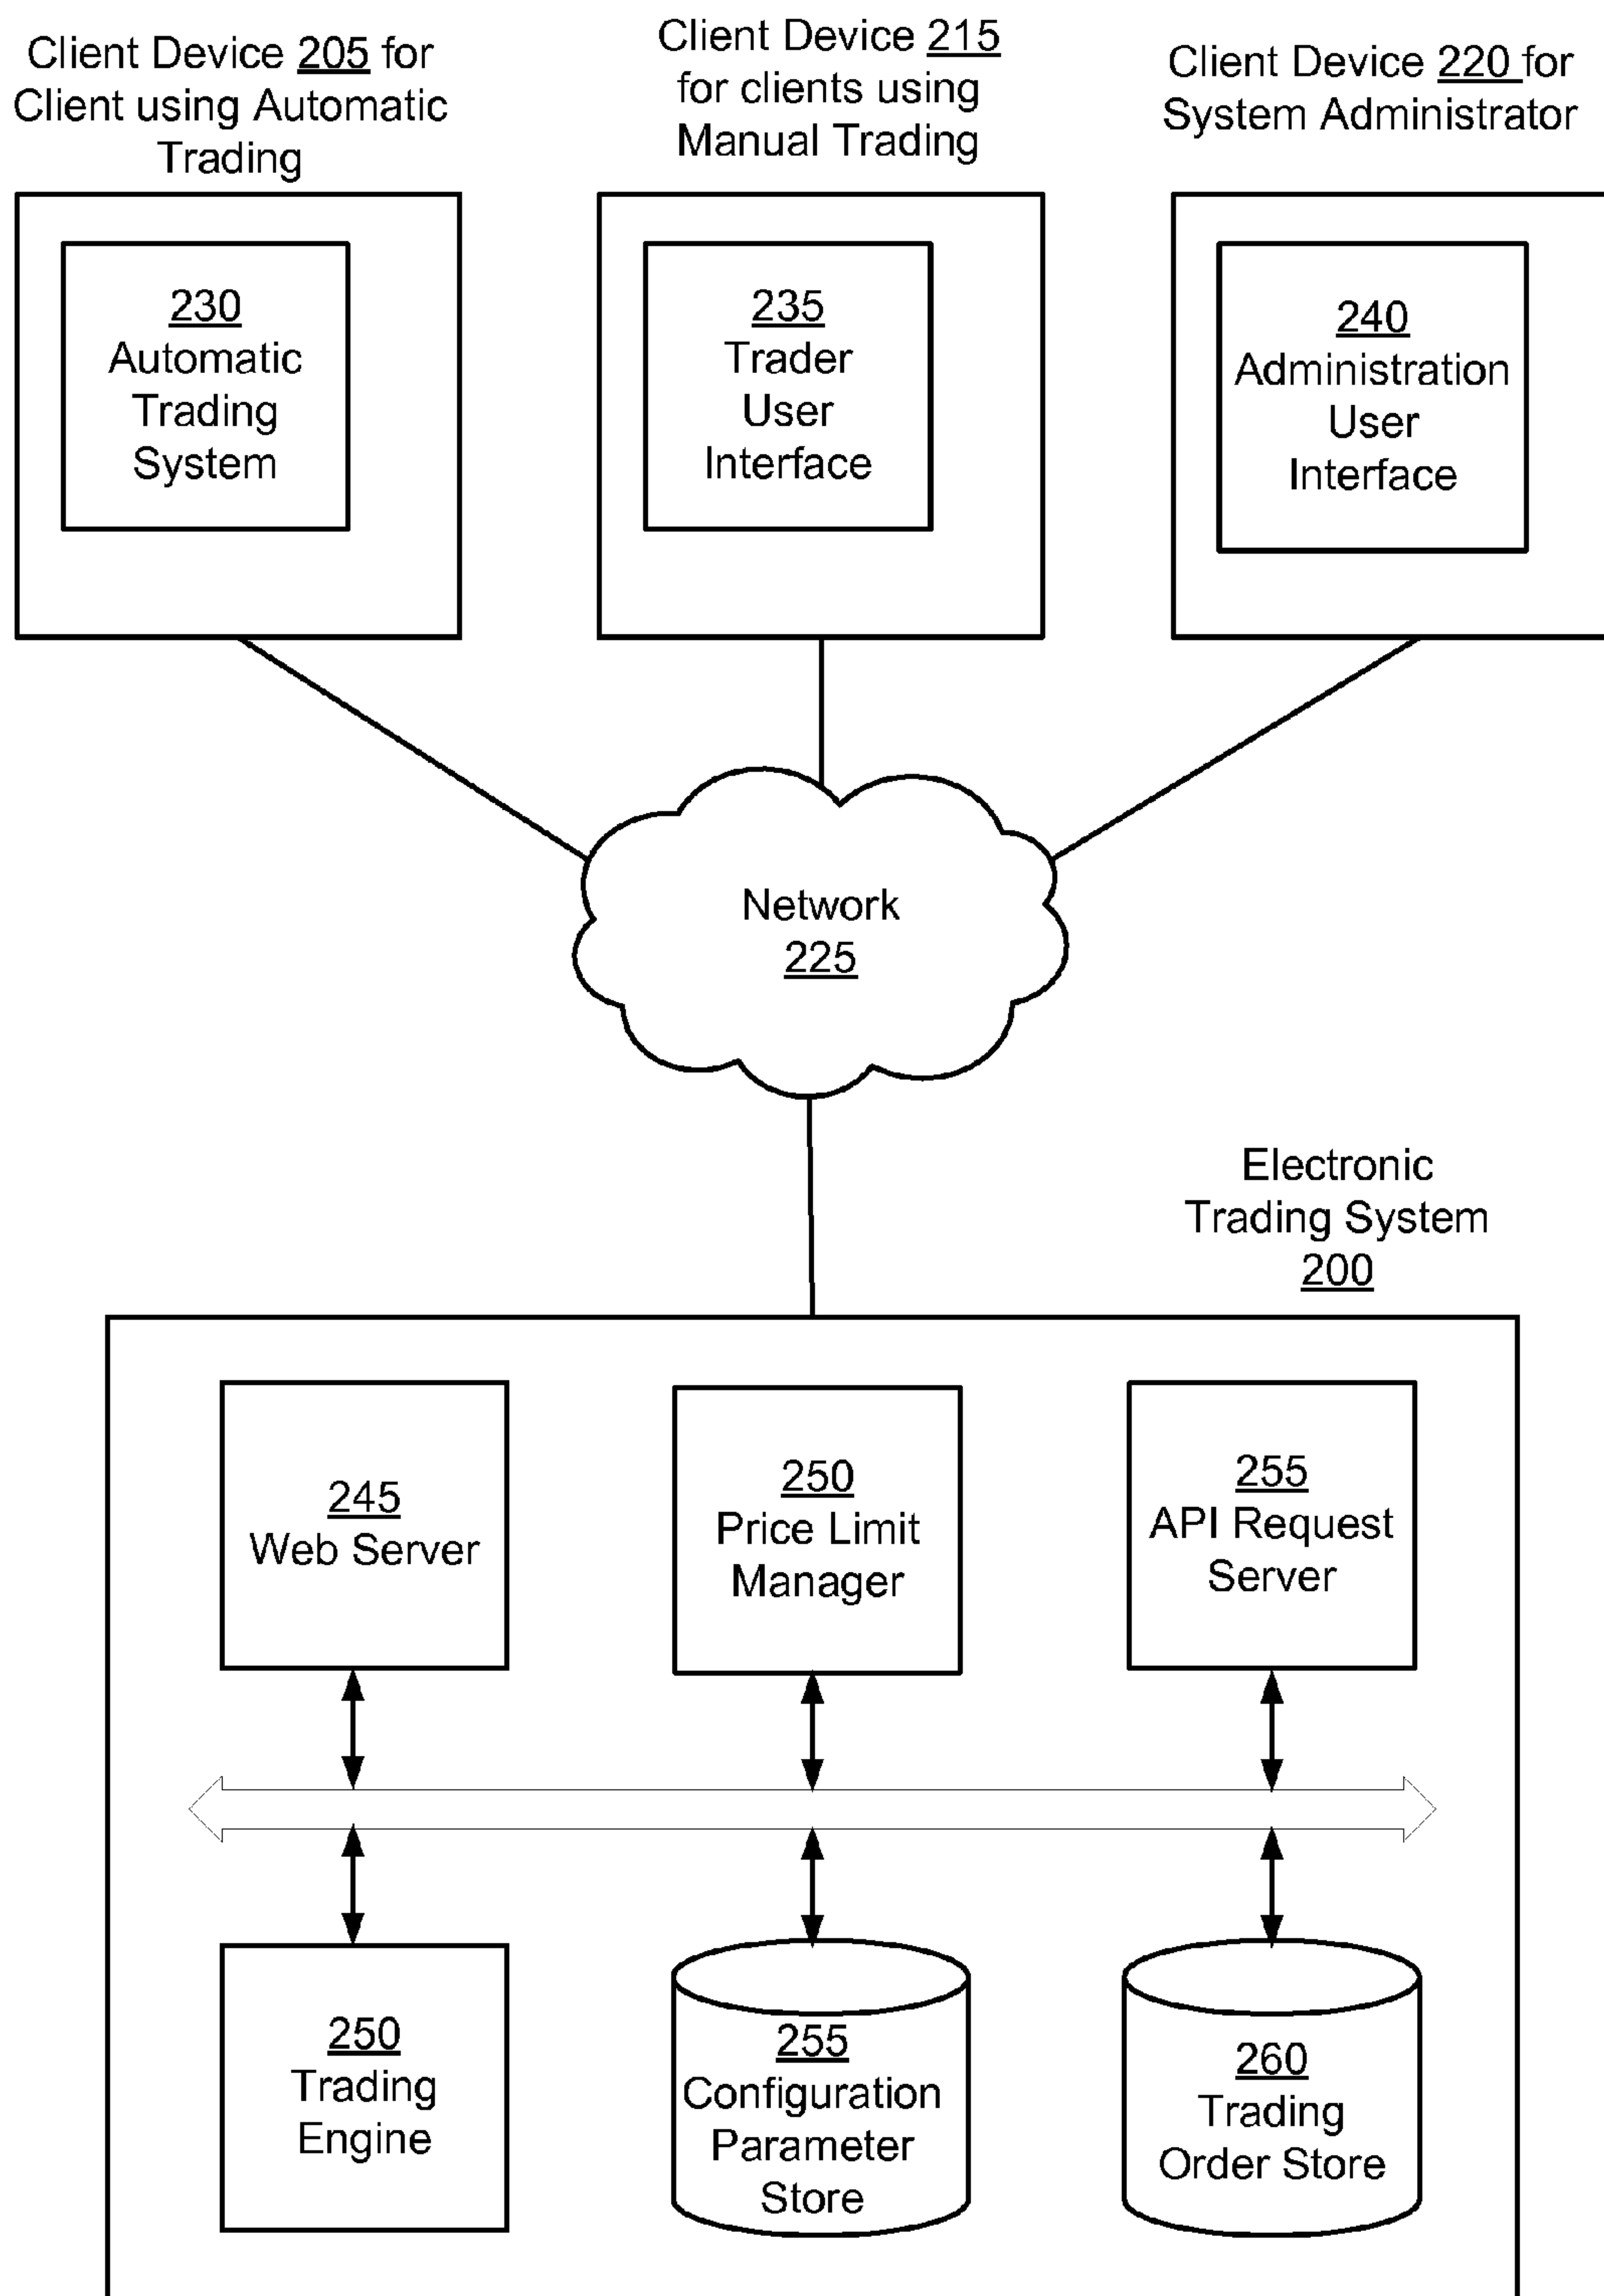 Client Device 205 for
Client using Automatic
Trading
Client Device 215
for clients using
Manual Trading
Client Device 220 for
System Administrator
230
Automatic
Trading
System
235
Trader
User
Interface
240
Administration
User
Interface
Network
225
Electronic
Trading System
200
245
Web Server
250
Price Limit
Manager
255
API Request
Server
250
Trading
Engine
255
Configuration
Parameter
Store
260
Trading
Order Store